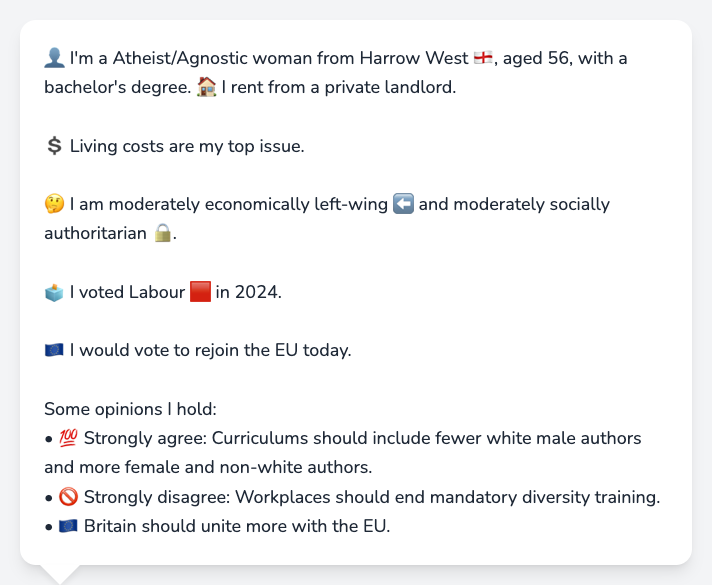 👤 I'm a Atheist/Agnostic woman from Harrow West 🏴󠁧󠁢󠁥󠁮󠁧󠁿, aged 56, with a
bachelor's degree. 🏠 I rent from a private landlord.
💲 Living costs are my top issue.
🤔 I am moderately economically left-wing ⬅️ and moderately socially
authoritarian 🔒.
🗳️ I voted Labour 🟥 in 2024.
🇪🇺 I would vote to rejoin the EU today.
Some opinions I hold:
• 💯 Strongly agree: Curriculums should include fewer white male authors
and more female and non-white authors.
• 🚫 Strongly disagree: Workplaces should end mandatory diversity training.
• 🇪🇺 Britain should unite more with the EU.